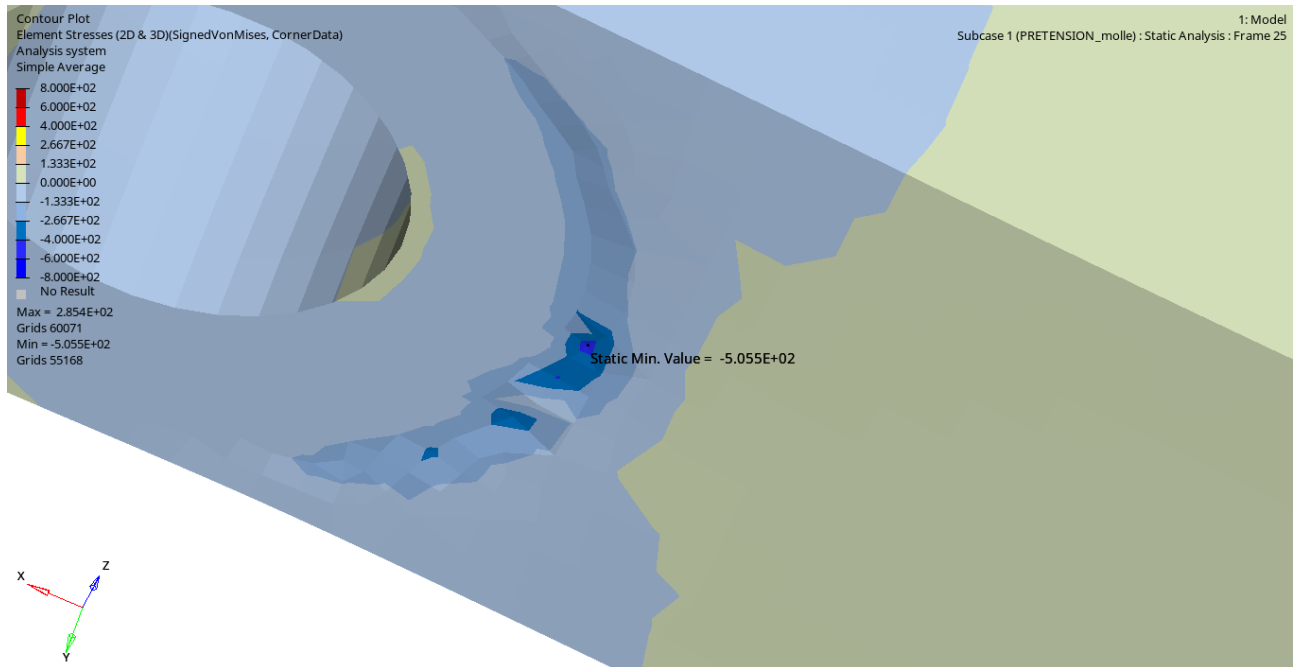 Contour Plot
Element Stresses (2D & 3D)(SignedVonMises, CornerData)
Analysis system
Simple Average
8.000E+02
6.000E+02
4.000E+02
2.667E+02
1.333E+02
0.000E+00
-1.333E+02
-2.667E+02
-4.000E+02
-6.000E+02
-8.000E+02
No Result
Max = 2.854E+02
Grids 60071
Min = -5.055E+02
Grids 55168
1: Model
Subcase 1 (PRETENSION_molle) : Static Analysis : Frame 25
Static Min. Value = -5.055E+02
X
Z
Y